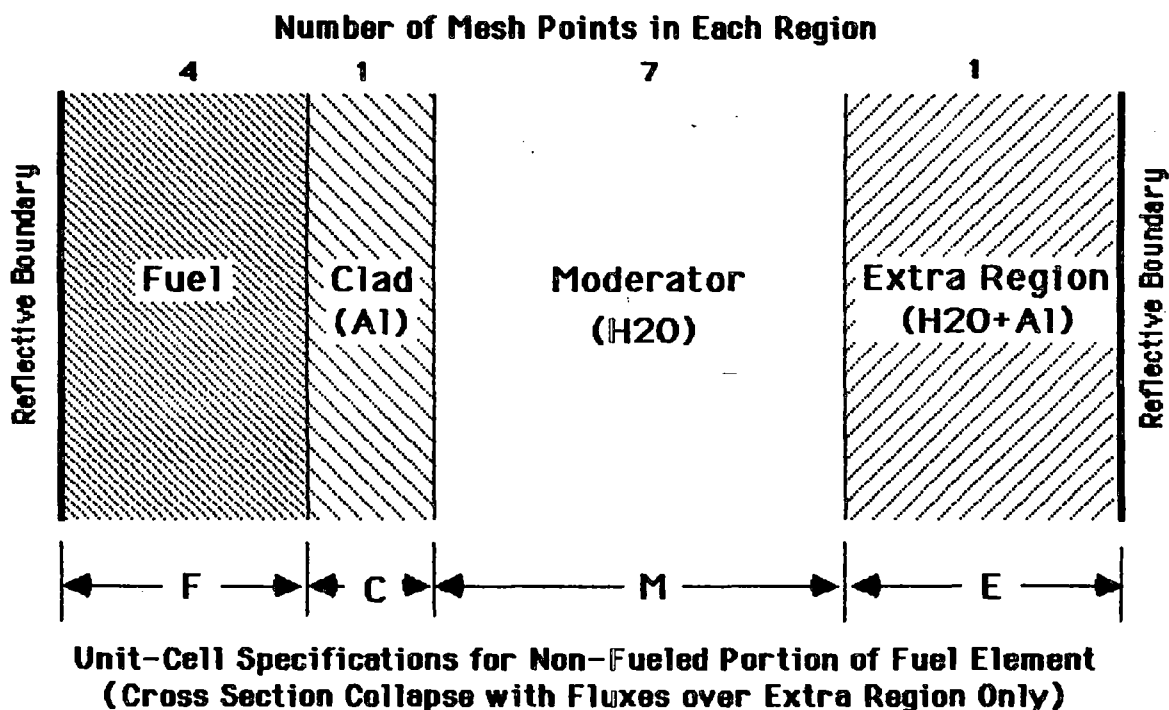 Number of Mesh Points in Each Region
4 1 7 1
Reflective Boundary
Fuel
Clad
(Al)
Moderator
(H2O)
Extra Region
(H2O+Al)
Reflective Boundary
F C M E
Unit-Cell Specifications for Non-Fueled Portion of Fuel Element
(Cross Section Collapse with Fluxes over Extra Region Only)